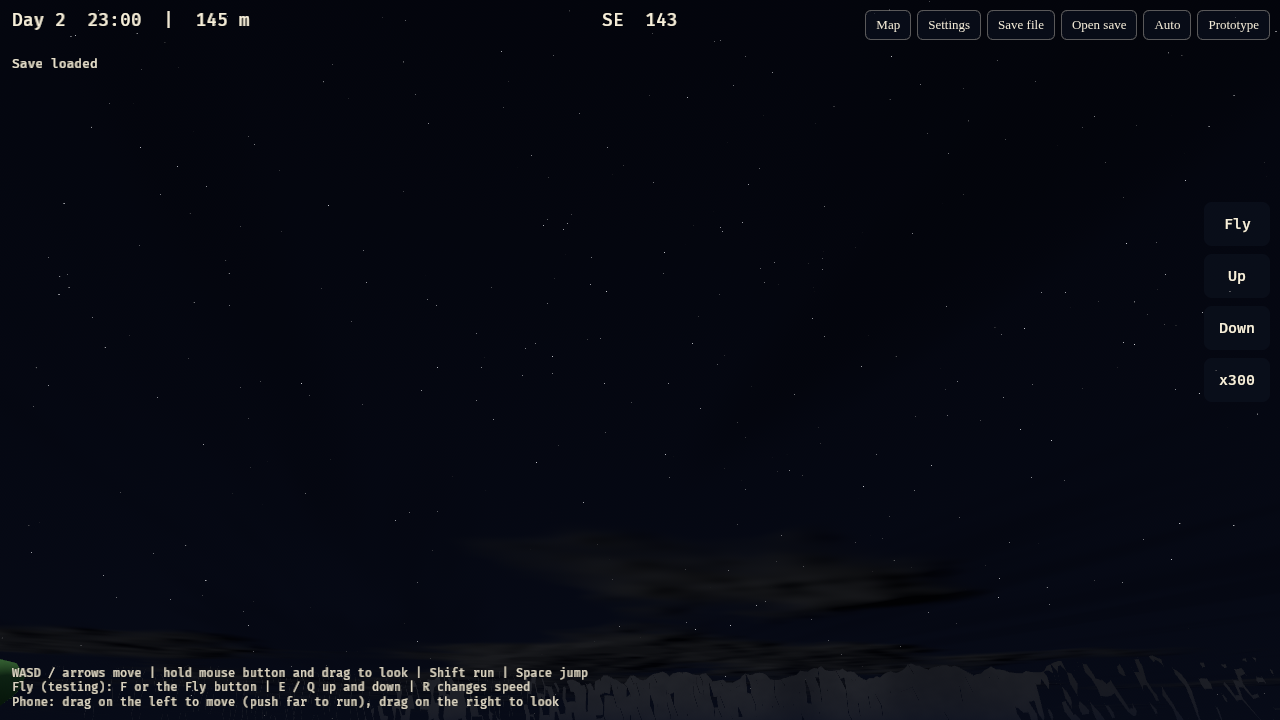 Day 2  23:00  |  145 m
SE  143
Map
Settings
Save file
Open save
Auto
Prototype
Save loaded
Fly
Up
Down
x300
WASD / arrows move | hold mouse button and drag to look | Shift run | Space jump
Fly (testing): F or the Fly button | E / Q up and down | R changes speed
Phone: drag on the left to move (push far to run), drag on the right to look